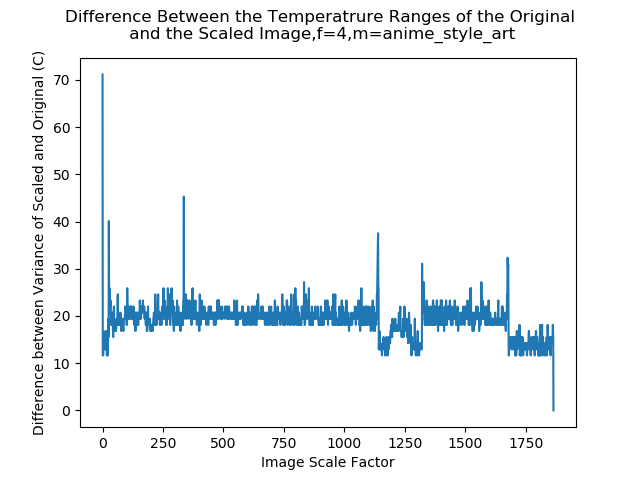 Difference Between the Temperatrure Ranges of the Original
and the Scaled Image,f=4,m=anime_style_art
Difference between Variance of Scaled and Original (C)
70
60
50
40
30
20
10
0
0 250 500 750 1000 1250 1500 1750
Image Scale Factor